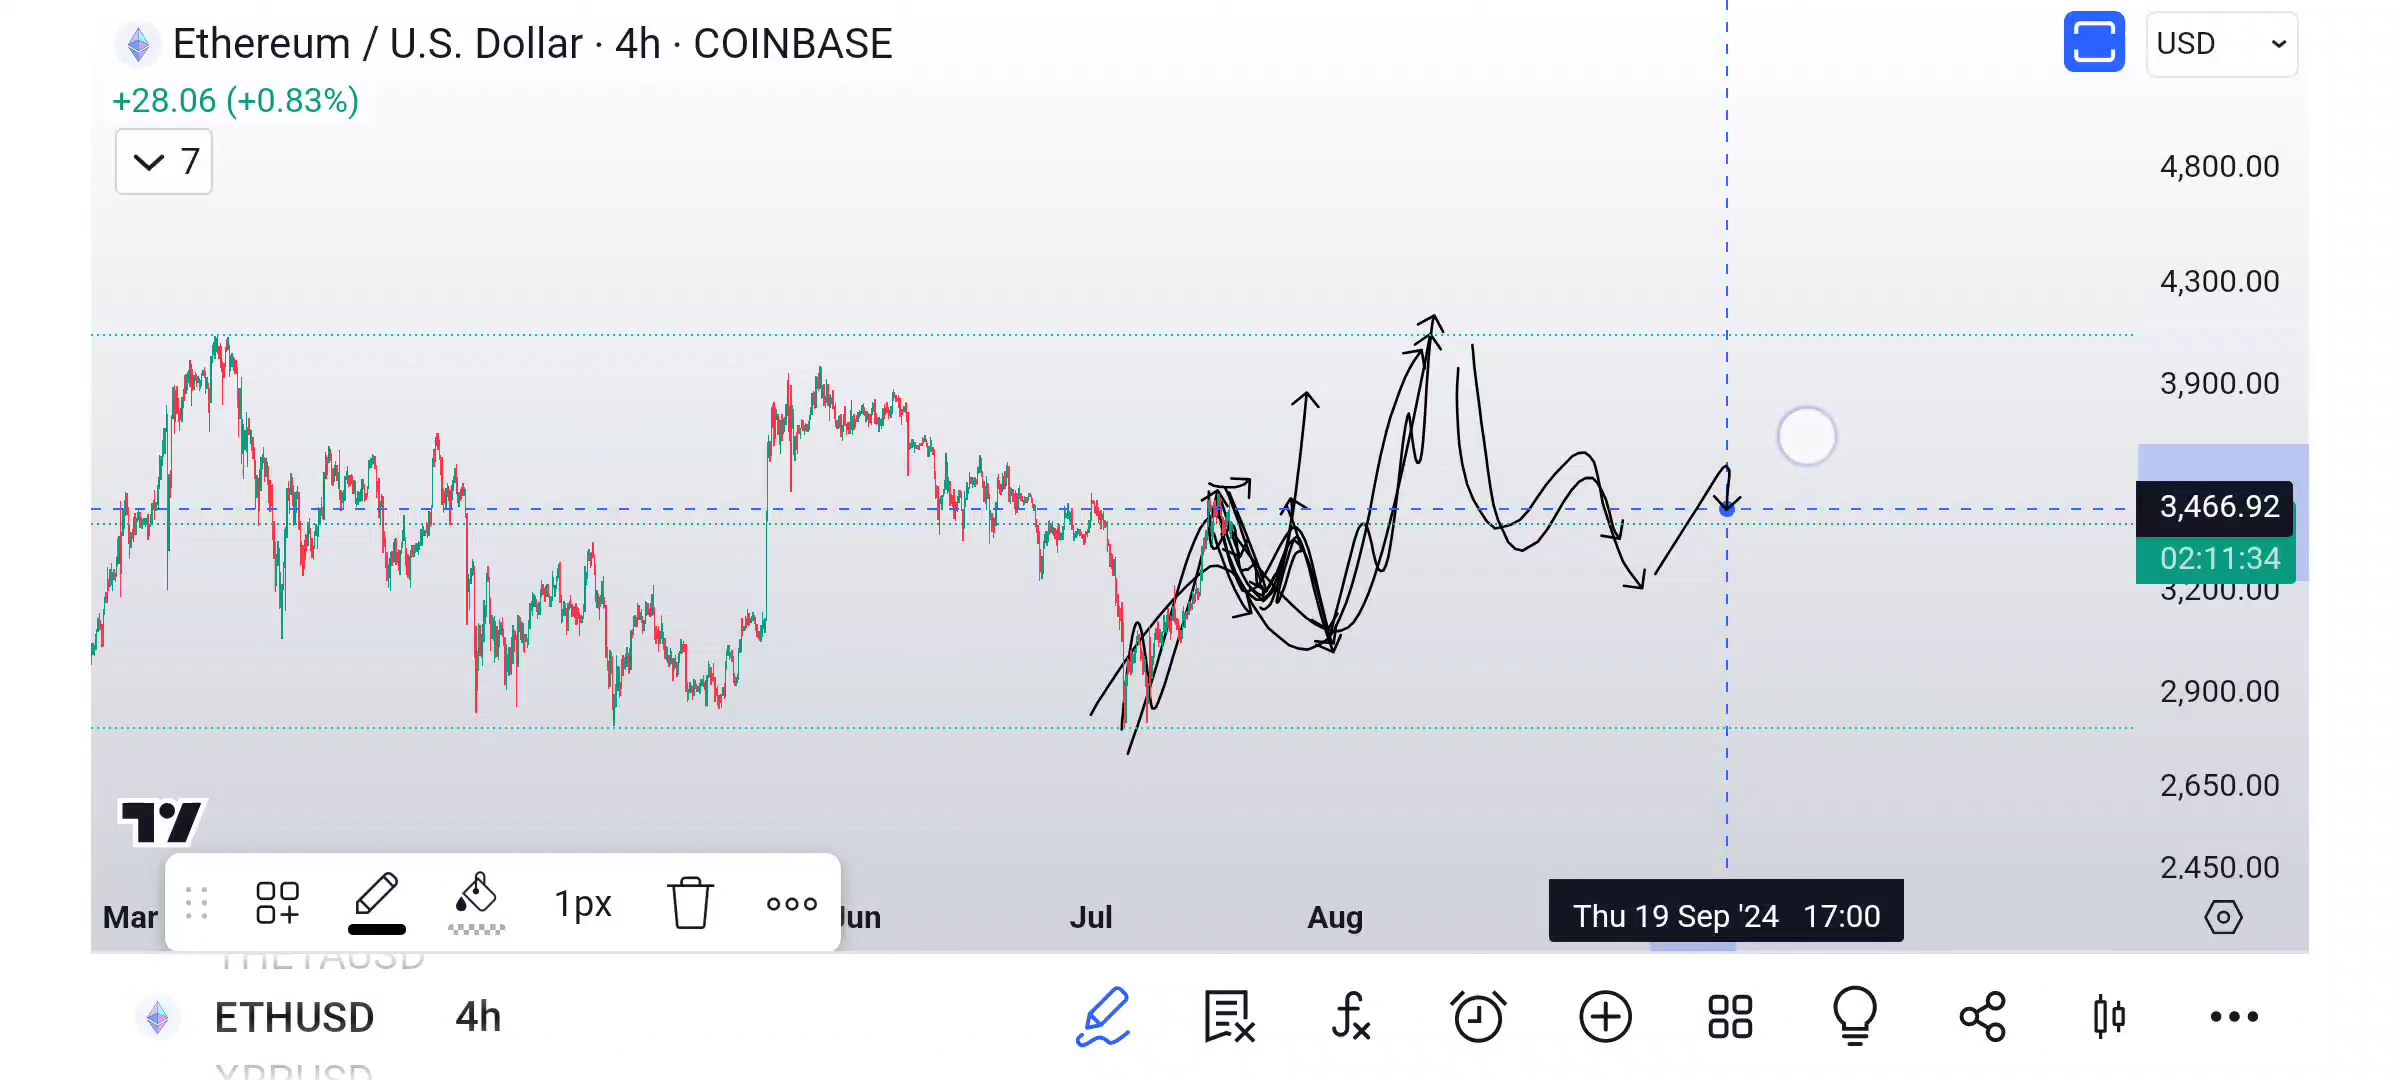 Ethereum / U.S. Dollar · 4h · COINBASE
USD
+28.06 (+0.83%)
7
4,800.00
4,300.00
3,900.00
3,466.92
02:11:34
3,200.00
2,900.00
2,650.00
2,450.00
1px
Mar
Jun
Jul
Aug
Thu 19 Sep '24 17:00
THETAUSD
ETHUSD 4h
XRPUSD